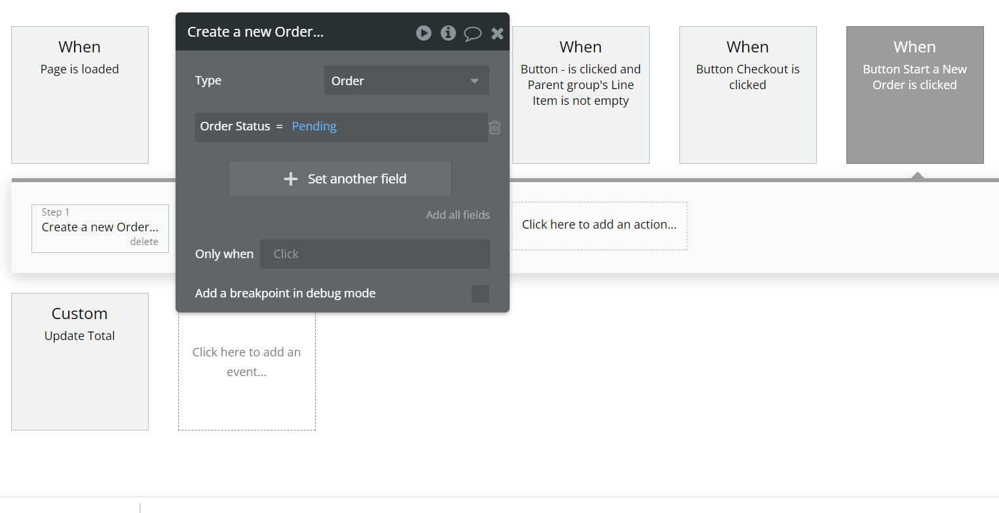 When
Page is loaded
Create a new Order...
Type
Order
Order Status = Pending
Set another field
Add all fields
Only when
Click
Add a breakpoint in debug mode
When
Button - is clicked and
Parent group's Line
Item is not empty
When
Button Checkout is
clicked
When
Button Start a New
Order is clicked
Step 1
Create a new Order...
delete
Click here to add an action...
Custom
Update Total
Click here to add an
event...